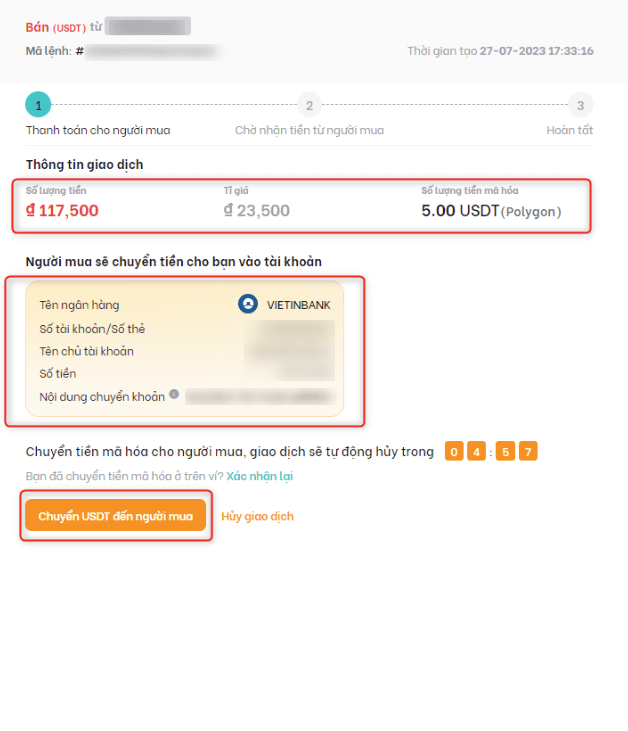 Bán (USDT) từ
Mã lệnh: #
Thời gian tạo 27-07-2023 17:33:16
1 2 3
Thanh toán cho người mua Chờ nhận tiền từ người mua Hoàn tất
Thông tin giao dịch
Số lượng tiền Tỉ giá Số lượng tiền mã hóa
₫ 117,500 ₫ 23,500 5.00 USDT(Polygon)
Người mua sẽ chuyển tiền cho bạn vào tài khoản
Tên ngân hàng VIETINBANK
Số tài khoản/Số thẻ
Tên chủ tài khoản
Số tiền
Nội dung chuyển khoản
Chuyển tiền mã hóa cho người mua, giao dịch sẽ tự động hủy trong 0 4 : 5 7
Bạn đã chuyển tiền mã hóa ở trên ví? Xác nhận lại
Chuyển USDT đến người mua Hủy giao dịch